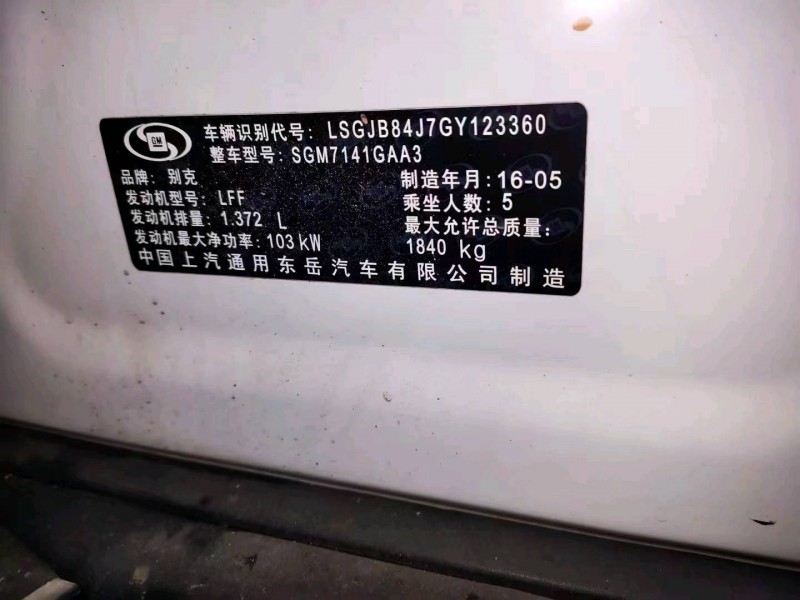 GM
车辆识别代号: LSGJB84J7GY123360
整车型号: SGM7141GAA3
品牌: 别克 制造年月: 16-05
发动机型号: LFF 乘坐人数: 5
发动机排量: 1.372 L 最大允许总质量:
发动机最大净功率: 103 kW 1840 kg
中国上汽通用东岳汽车有限公司制造